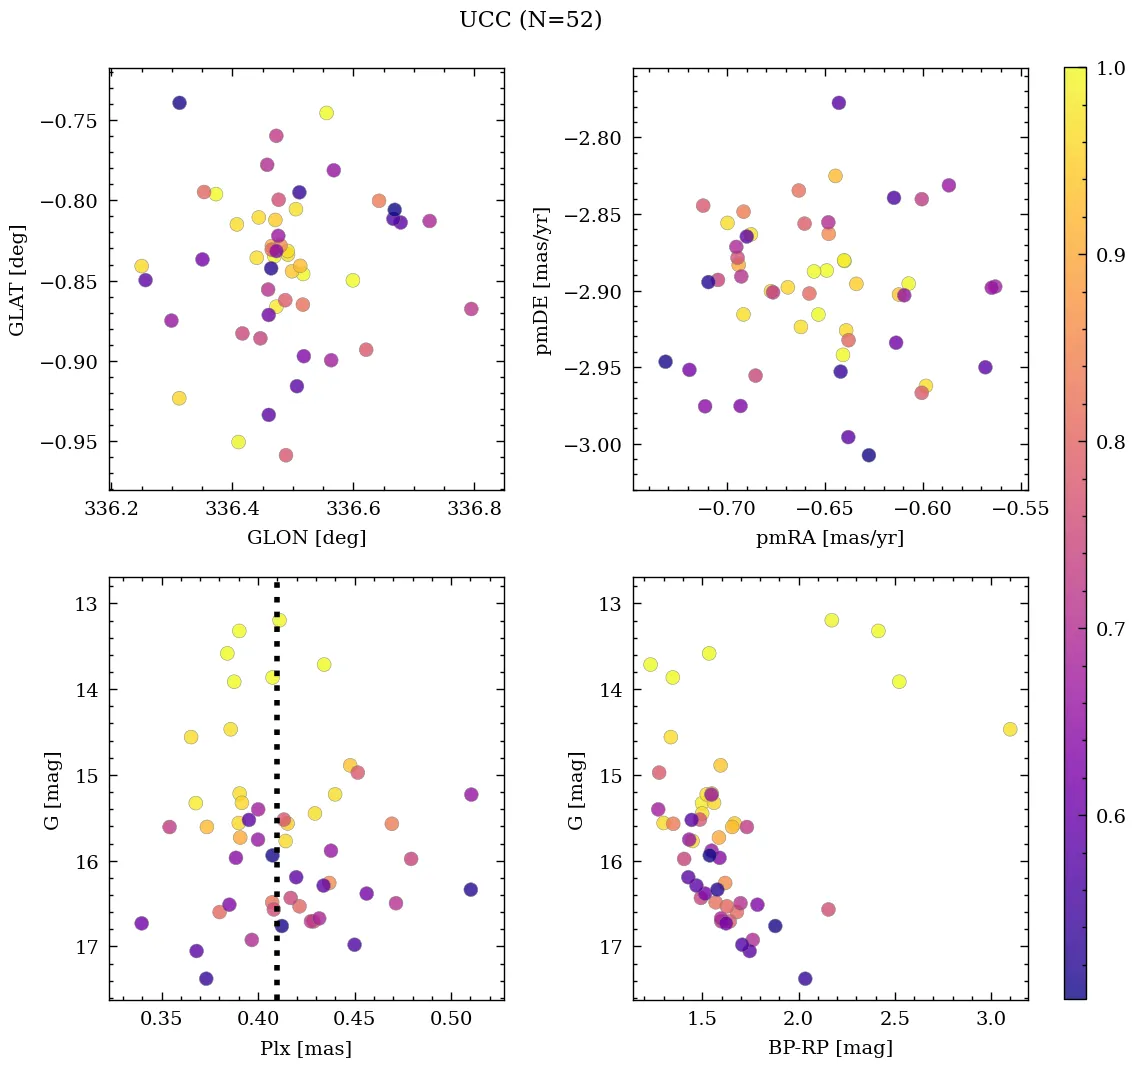 UCC (N=52)
−0.75
−0.80
−0.85
−0.90
−0.95
GLAT [deg]
336.2 336.4 336.6 336.8
GLON [deg]
−2.80
−2.85
−2.90
−2.95
−3.00
pmDE [mas/yr]
−0.70 −0.65 −0.60 −0.55
pmRA [mas/yr]
13
14
15
16
17
G [mag]
0.35 0.40 0.45 0.50
Plx [mas]
13
14
15
16
17
G [mag]
1.5 2.0 2.5 3.0
BP-RP [mag]
1.0
0.9
0.8
0.7
0.6